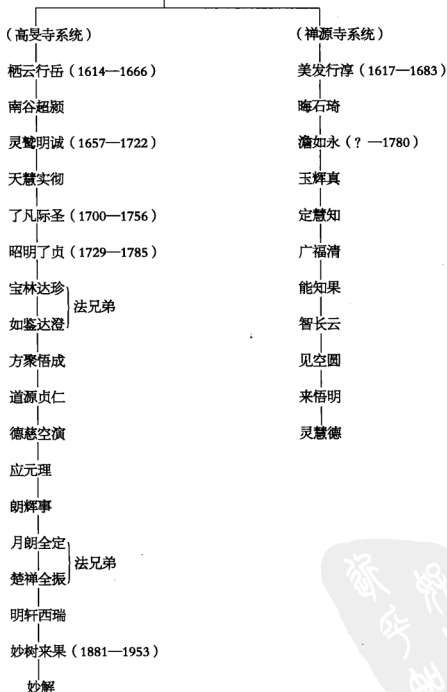 （高旻寺系统）
栖云行岳（1614—1666）
南谷超颖
灵鹫明诚（1657—1722）
天慧实彻
了凡际圣（1700—1756）
昭明了贞（1729—1785）
宝林达珍
法兄弟
如鉴达澄
方聚悟成
道源贞仁
德慈空演
应元理
朗辉事
月朗全定
法兄弟
楚禅全振
明轩西瑞
妙树来果（1881—1953）
妙解
（禅源寺系统）
美发行淳（1617—1683）
晦石琦
澹如永（？—1780）
玉辉真
定慧知
广福清
能知果
智长云
见空圆
来悟明
灵慧德